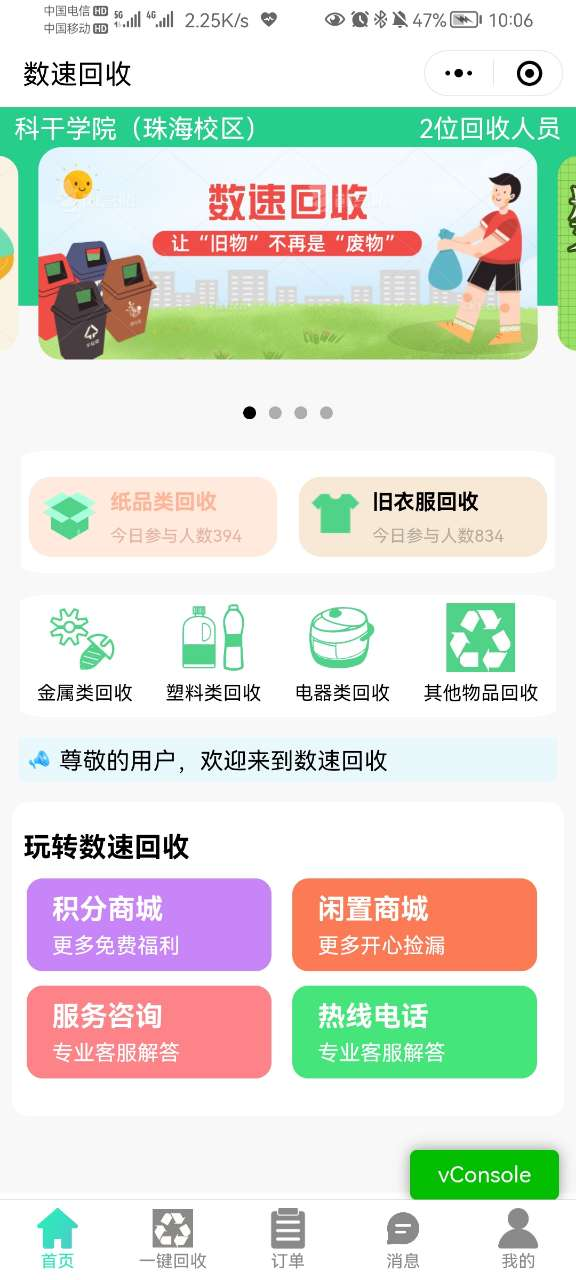 中国电信 HD 5G 4G 2.25K/s 47% 10:06
中国移动 HD
数速回收
科干学院（珠海校区） 2位回收人员
数速回收
让“旧物”不再是“废物”
纸品类回收 旧衣服回收
今日参与人数394 今日参与人数834
金属类回收 塑料类回收 电器类回收 其他物品回收
尊敬的用户，欢迎来到数速回收
玩转数速回收
积分商城 闲置商城
更多免费福利 更多开心捡漏
服务咨询 热线电话
专业客服解答 专业客服解答
vConsole
首页 一键回收 订单 消息 我的